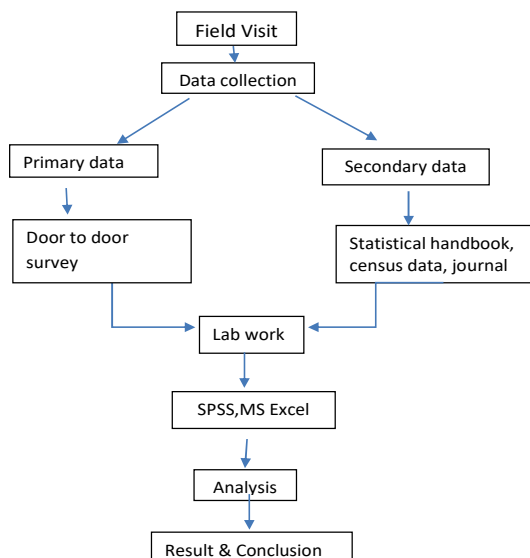 Field Visit
Data collection
Primary data
Secondary data
Door to door
survey
Statistical handbook,
census data, journal
Lab work
SPSS,MS Excel
Analysis
Result & Conclusion